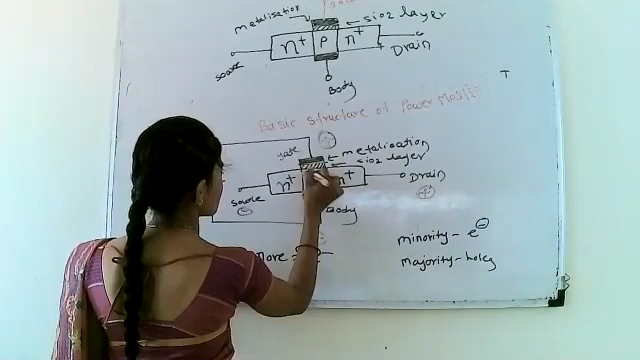 metalisation
sio2 layer
n+ P n+
source
Drain
Body
T
Basic structure of Power
gate
metalisation
sio2 layer
n+ n+
source
Drain
Body
more
minority - e
majority - holes